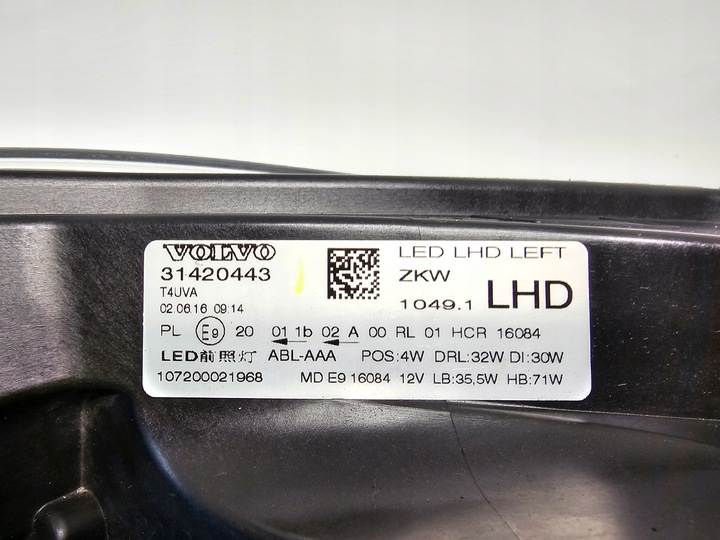 VOLVO
31420443
T4UVA
02.06.16 09:14
LED LHD LEFT
ZKW
1049.1 LHD
PL E9 20 01 1b 02 A 00 RL 01 HCR 16084
LED前照灯 ABL-AAA POS:4W DRL:32W DI:30W
107200021968 MD E9 16084 12V LB:35,5W HB:71W